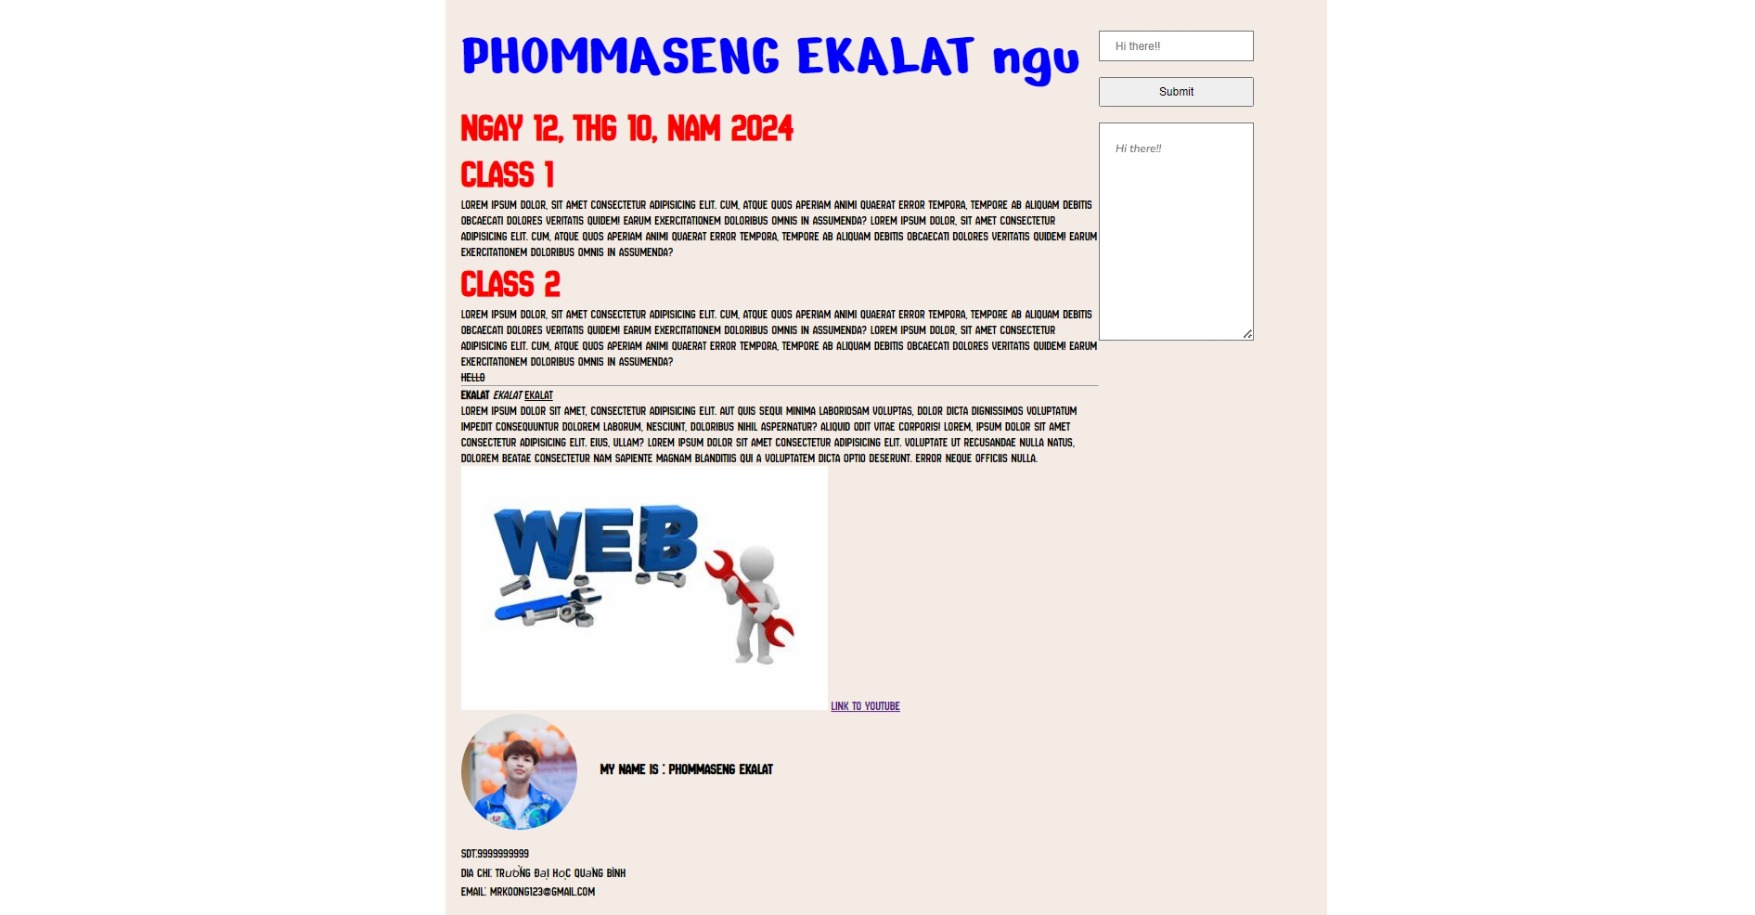 PHOMMASENG EKALAT ngu
NGAY 12, THG 10, NAM 2024
CLASS 1
LOREM IPSUM DOLOR, SIT AMET CONSECTETUR ADIPISICING ELIT. CUM, ATQUE QUOS APERIAM ANIMI QUAERAT ERROR TEMPORA, TEMPORE AB ALIQUAM DEBITIS
OBCAECATI DOLORES VERITATIS QUIDEM! EARUM EXERCITATIONEM DOLORIBUS OMNIS IN ASSUMENDA? LOREM IPSUM DOLOR, SIT AMET CONSECTETUR
ADIPISICING ELIT. CUM, ATQUE QUOS APERIAM ANIMI QUAERAT ERROR TEMPORA, TEMPORE AB ALIQUAM DEBITIS OBCAECATI DOLORES VERITATIS QUIDEM! EARUM
EXERCITATIONEM DOLORIBUS OMNIS IN ASSUMENDA?
CLASS 2
LOREM IPSUM DOLOR, SIT AMET CONSECTETUR ADIPISICING ELIT. CUM, ATQUE QUOS APERIAM ANIMI QUAERAT ERROR TEMPORA, TEMPORE AB ALIQUAM DEBITIS
OBCAECATI DOLORES VERITATIS QUIDEM! EARUM EXERCITATIONEM DOLORIBUS OMNIS IN ASSUMENDA? LOREM IPSUM DOLOR, SIT AMET CONSECTETUR
ADIPISICING ELIT. CUM, ATQUE QUOS APERIAM ANIMI QUAERAT ERROR TEMPORA, TEMPORE AB ALIQUAM DEBITIS OBCAECATI DOLORES VERITATIS QUIDEM! EARUM
EXERCITATIONEM DOLORIBUS OMNIS IN ASSUMENDA?
HELLO
EKALAT EKALAT EKALAT
LOREM IPSUM DOLOR SIT AMET, CONSECTETUR ADIPISICING ELIT. AUT QUIS SEQUI MINIMA LABORIOSAM VOLUPTAS, DOLOR DICTA DIGNISSIMOS VOLUPTATUM
IMPEDIT CONSEQUUNTUR DOLOREM LABORUM, NESCIUNT, DOLORIBUS NIHIL ASPERNATUR? ALIQUID ODIT VITAE CORPORIS! LOREM, IPSUM DOLOR SIT AMET
CONSECTETUR ADIPISICING ELIT. EIUS, ULLAM? LOREM IPSUM DOLOR SIT AMET CONSECTETUR ADIPISICING ELIT. VOLUPTATE UT RECUSANDAE NULLA NATUS,
DOLOREM BEATAE CONSECTETUR NAM SAPIENTE MAGNAM BLANDITIIS QUI A VOLUPTATEM DICTA OPTIO DESERUNT. ERROR NEQUE OFFICIIS NULLA.
WEB
LINK TO YOUTUBE
MY NAME IS : PHOMMASENG EKALAT
SDT:9999999999
DIA CHI: TRƯỜNG ĐẠI HỌC QUẢNG BÌNH
EMAIL: MRKOONG123@GMAIL.COM
Hi there!!
Submit
Hi there!!